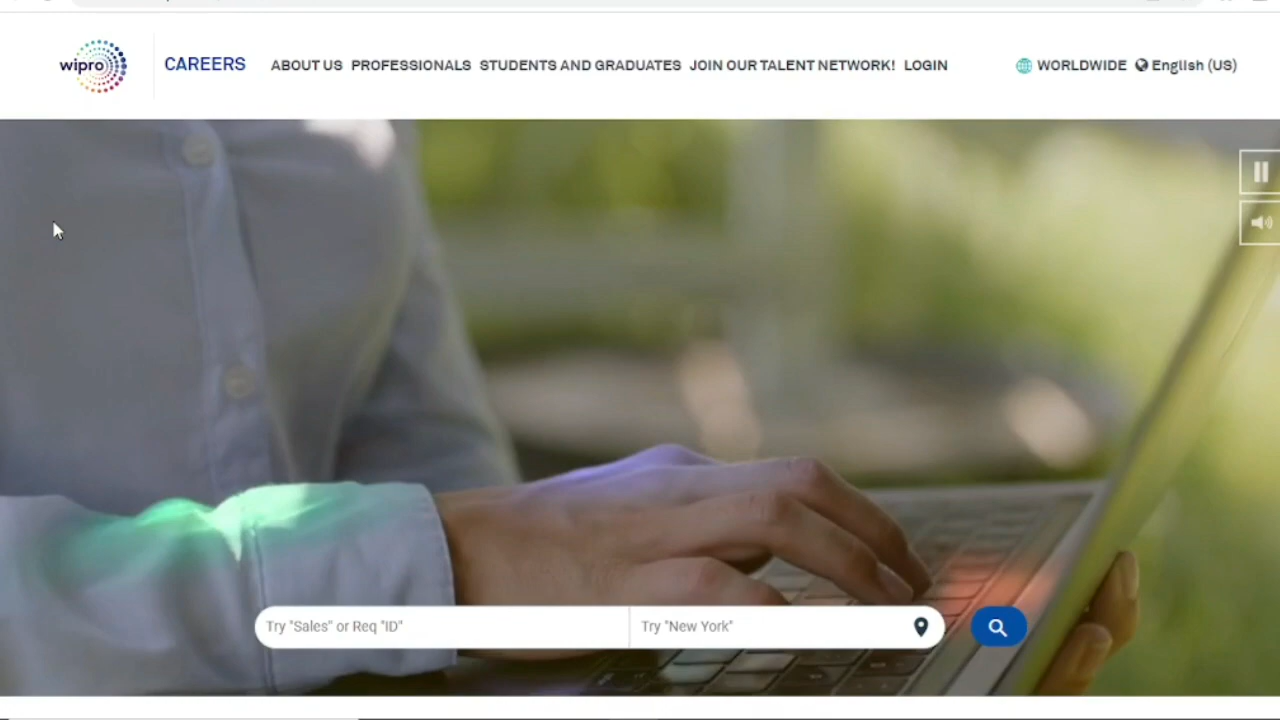 wipro
CAREERS
ABOUT US PROFESSIONALS STUDENTS AND GRADUATES JOIN OUR TALENT NETWORK! LOGIN
WORLDWIDE English (US)
Try "Sales" or Req "ID"
Try "New York"